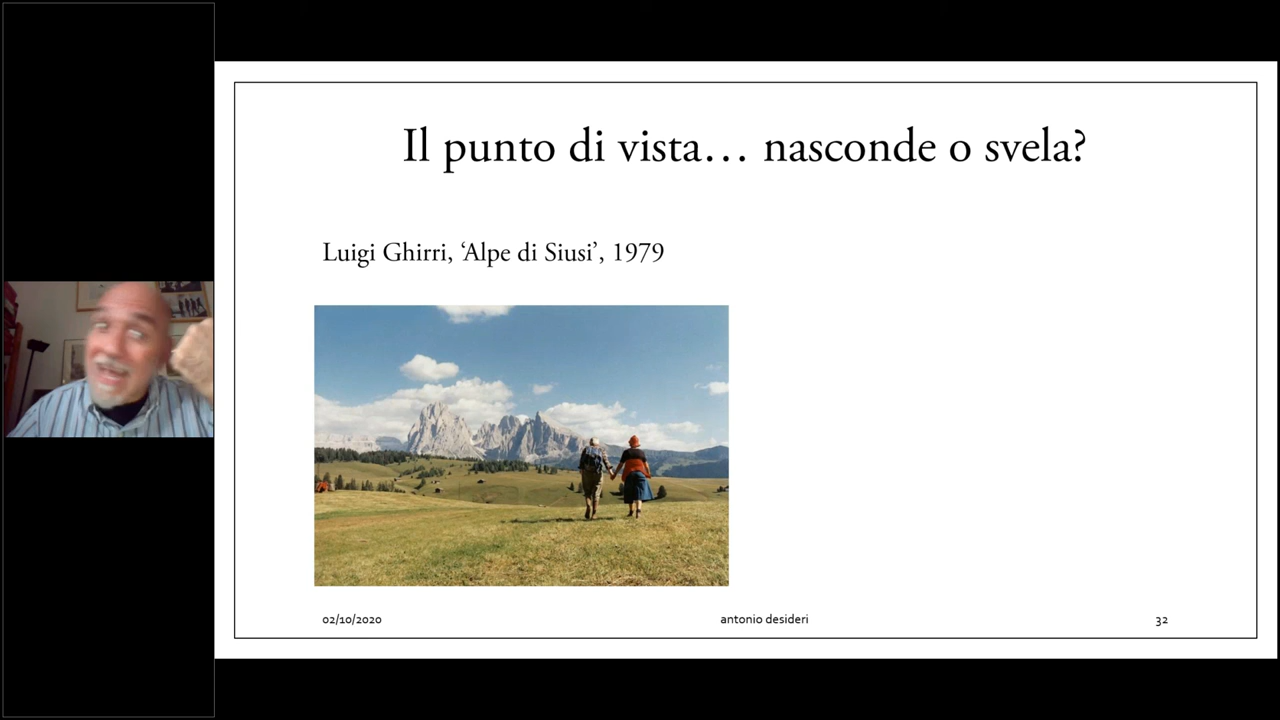 Il punto di vista… nasconde o svela?
Luigi Ghirri, ‘Alpe di Siusi’, 1979
02/10/2020
antonio desideri
32